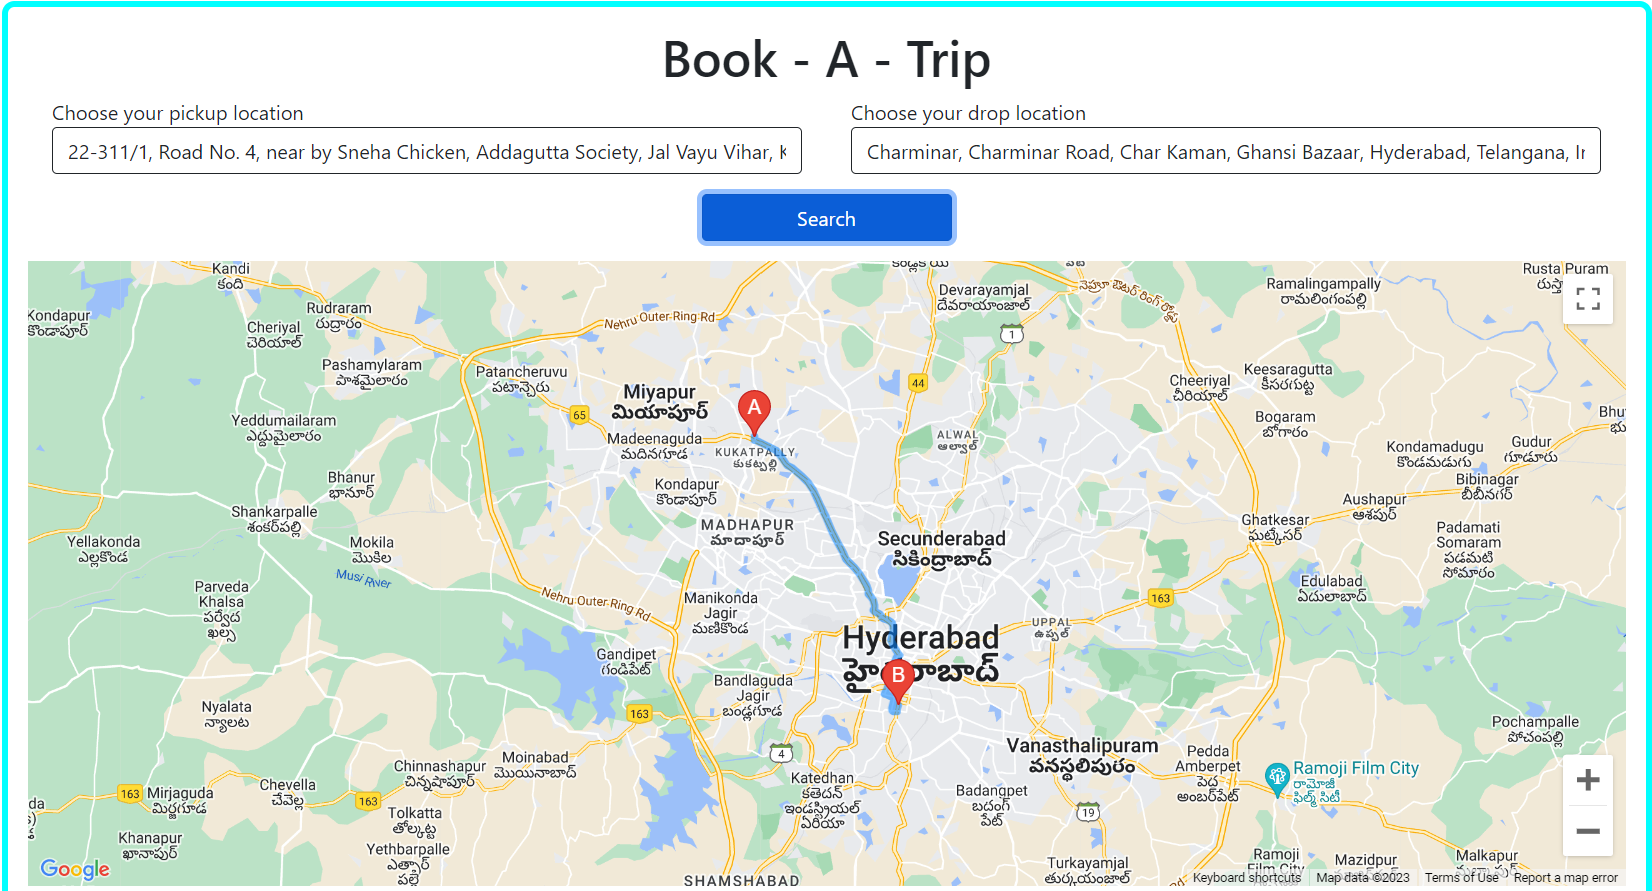 Book - A - Trip
Choose your pickup location
Choose your drop location
22-311/1, Road No. 4, near by Sneha Chicken, Addagutta Society, Jal Vayu Vihar, K
Charminar, Charminar Road, Char Kaman, Ghansi Bazaar, Hyderabad, Telangana, Ir
Search
Kandi
కంది
Rusta Puram
Devarayamjal
దేవరాయాంజాల్
నెహ్రూ ఔటర్ రింగ్ రోడ్డు
Ramalingampally
రామలింగంపల్లి
Kondapur
కొండాపూర్
Rudraram
రుద్రారం
Cheriyal
చెరియాల్
Nehru Outer Ring Rd
1
Pashamylaram
పాశమైలారం
Patancheruvu
పటాన్చెరు
Miyapur
మియాపూర్
A
44
Cheeriyal
చీరియాల్
Keesaragutta
కీసరగుట్ట
65
Bogaram
బోగారం
Yeddumailaram
ఎద్దుమైలారం
Madeenaguda
మదినగూడ
KUKATPALLY
కుకట్పల్లి
ALWAL
ఆల్వాల్
Kondamadugu
కొండమడుగు
Gudur
గూడూరు
Bhanur
భానూర్
Kondapur
కొండాపూర్
Bibinagar
బీబీనగర్
Aushapur
ఆశపుర్
Shankarpalle
శంకర్‌పల్లి
MADHAPUR
మాదాపూర్
Secunderabad
సికింద్రాబాద్
Ghatkesar
ఘట్కేసర్
Padamati
Somaram
పడమటి
సోమారం
Yellakonda
ఎల్లకొండ
Mokila
మొకిల
Musi River
Edulabad
ఏదులాబాద్
Parveda
Khalsa
పర్వేద
ఖల్స
Nehru Outer Ring Rd
Manikonda
Jagir
మణికొండ
163
Hyderabad
UPPAL
ఉప్పల్
Gandipet
గండిపేట్
B
Bandlaguda
Jagir
బండ్లగూడ
Nyalata
న్యాలట
163
Pochampalle
పోచంపల్లి
4
Vanasthalipuram
వనస్థలిపురం
Pedda
Amberpet
పెద్ద
అంబర్‌పేట్
Ramoji Film City
రామోజీ
ఫిల్మ్ సిటీ
Moinabad
మొయినాబాద్
Chinnashapur
చిన్నషాపూర్
Chevella
చేవెళ్ల
163
Mirjaguda
మిర్జగూడ
163
Katedhan
కతెదన్
ఇండస్ట్రియల్
ఏరియా
Badangpet
బదంగ్
పేట్
19
Tolkatta
తోల్కట్ట
Khanapur
ఖానాపుర్
Yethbarpalle
ఎత్బార్
పల్లె
Google
SHAMSHABAD
Turkayamjal
తుర్కయంజాల్
Ramoji
Film City
Mazidpur
Malkapur
Keyboard shortcuts
Map data ©2023
Terms of Use
Report a map error